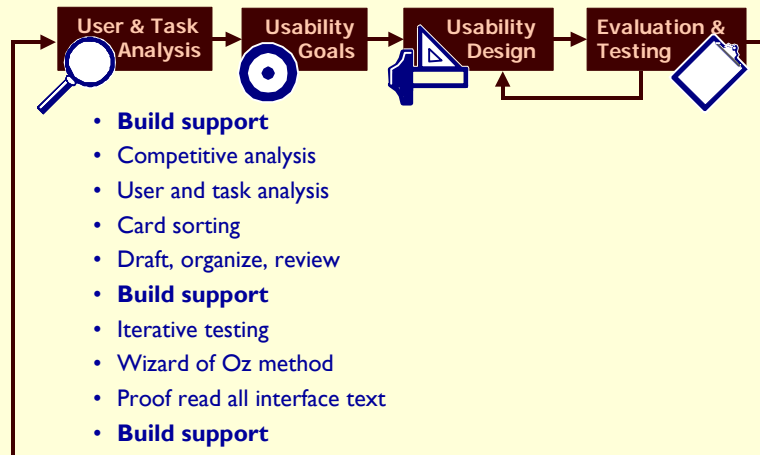 User & Task
Analysis
Usability
Goals
Usability
Design
Evaluation &
Testing
• Build support
• Competitive analysis
• User and task analysis
• Card sorting
• Draft, organize, review
• Build support
• Iterative testing
• Wizard of Oz method
• Proof read all interface text
• Build support